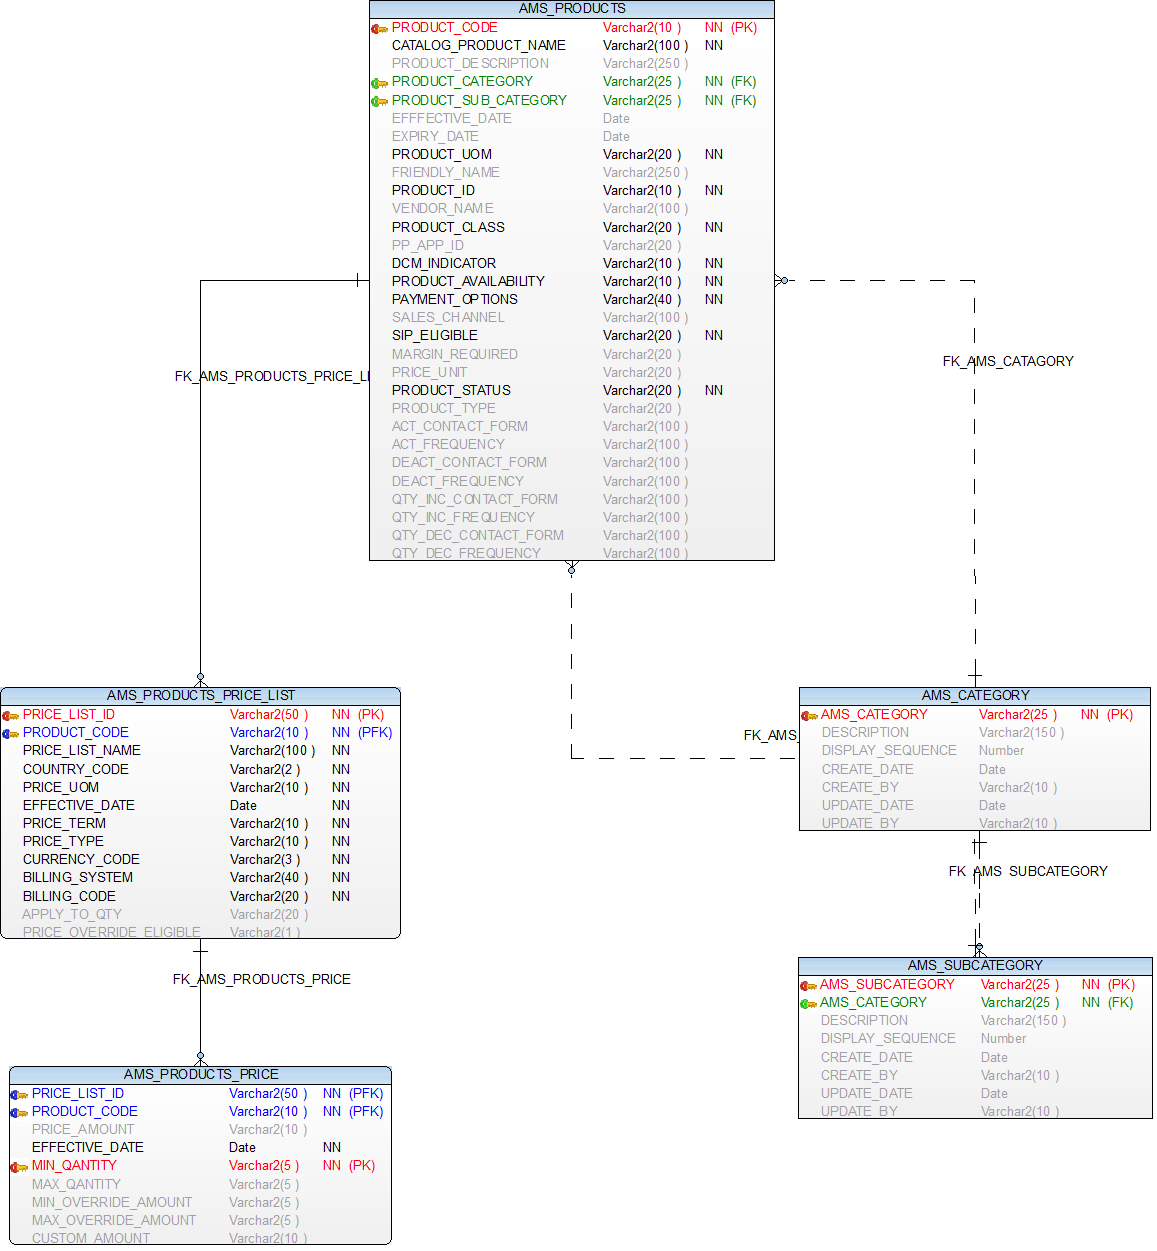 AMS_PRODUCTS
PRODUCT_CODE Varchar2(10 ) NN (PK)
CATALOG_PRODUCT_NAME Varchar2(100 ) NN
PRODUCT_DESCRIPTION Varchar2(250 )
PRODUCT_CATEGORY Varchar2(25 ) NN (FK)
PRODUCT_SUB_CATEGORY Varchar2(25 ) NN (FK)
EFFFECTIVE_DATE Date
EXPIRY_DATE Date
PRODUCT_UOM Varchar2(20 ) NN
FRIENDLY_NAME Varchar2(250 )
PRODUCT_ID Varchar2(10 ) NN
VENDOR_NAME Varchar2(100 )
PRODUCT_CLASS Varchar2(20 ) NN
PP_APP_ID Varchar2(20 )
DCM_INDICATOR Varchar2(10 ) NN
PRODUCT_AVAILABILITY Varchar2(10 ) NN
PAYMENT_OPTIONS Varchar2(40 ) NN
SALES_CHANNEL Varchar2(100 )
SIP_ELIGIBLE Varchar2(20 ) NN
MARGIN_REQUIRED Varchar2(20 )
PRICE_UNIT Varchar2(20 )
PRODUCT_STATUS Varchar2(20 ) NN
PRODUCT_TYPE Varchar2(20 )
ACT_CONTACT_FORM Varchar2(100 )
ACT_FREQUENCY Varchar2(100 )
DEACT_CONTACT_FORM Varchar2(100 )
DEACT_FREQUENCY Varchar2(100 )
QTY_INC_CONTACT_FORM Varchar2(100 )
QTY_INC_FREQUENCY Varchar2(100 )
QTY_DEC_CONTACT_FORM Varchar2(100 )
QTY_DEC_FREQUENCY Varchar2(100 )
FK_AMS_PRODUCTS_PRICE_LI
FK_AMS_CATAGORY
FK_AMS_
AMS_PRODUCTS_PRICE_LIST
PRICE_LIST_ID Varchar2(50 ) NN (PK)
PRODUCT_CODE Varchar2(10 ) NN (PFK)
PRICE_LIST_NAME Varchar2(100 ) NN
COUNTRY_CODE Varchar2(2 ) NN
PRICE_UOM Varchar2(10 ) NN
EFFECTIVE_DATE Date NN
PRICE_TERM Varchar2(10 ) NN
PRICE_TYPE Varchar2(10 ) NN
CURRENCY_CODE Varchar2(3 ) NN
BILLING_SYSTEM Varchar2(40 ) NN
BILLING_CODE Varchar2(20 ) NN
APPLY_TO_QTY Varchar2(20 )
PRICE_OVERRIDE_ELIGIBLE Varchar2(1 )
AMS_CATEGORY
AMS_CATEGORY Varchar2(25 ) NN (PK)
DESCRIPTION Varchar2(150 )
DISPLAY_SEQUENCE Number
CREATE_DATE Date
CREATE_BY Varchar2(10 )
UPDATE_DATE Date
UPDATE_BY Varchar2(10 )
FK_AMS_SUBCATEGORY
FK_AMS_PRODUCTS_PRICE
AMS_SUBCATEGORY
AMS_SUBCATEGORY Varchar2(25 ) NN (PK)
AMS_CATEGORY Varchar2(25 ) NN (FK)
DESCRIPTION Varchar2(150 )
DISPLAY_SEQUENCE Number
CREATE_DATE Date
CREATE_BY Varchar2(10 )
UPDATE_DATE Date
UPDATE_BY Varchar2(10 )
AMS_PRODUCTS_PRICE
PRICE_LIST_ID Varchar2(50 ) NN (PFK)
PRODUCT_CODE Varchar2(10 ) NN (PFK)
PRICE_AMOUNT Varchar2(10 )
EFFECTIVE_DATE Date NN
MIN_QANTITY Varchar2(5 ) NN (PK)
MAX_QANTITY Varchar2(5 )
MIN_OVERRIDE_AMOUNT Varchar2(5 )
MAX_OVERRIDE_AMOUNT Varchar2(5 )
CUSTOM_AMOUNT Varchar2(10 )